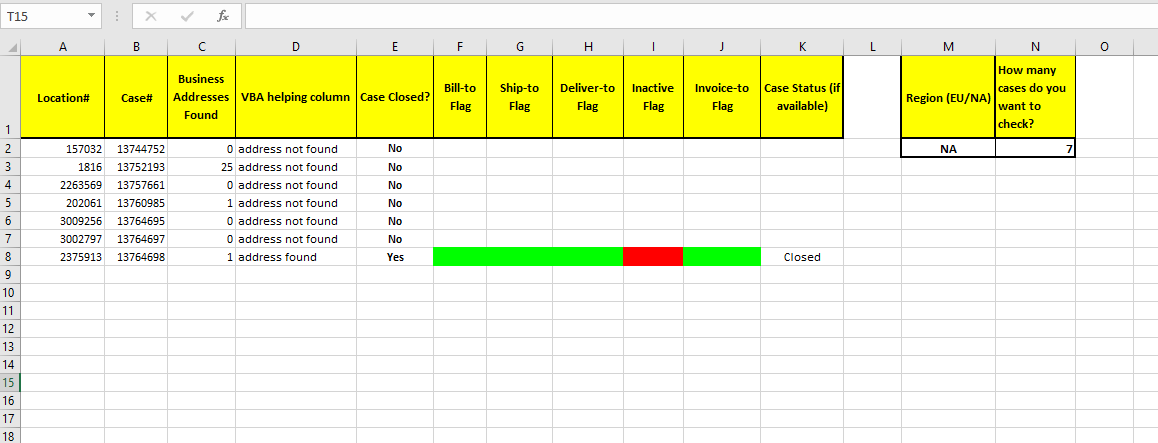 T15
fx
A B C D E F G H I J K L M N O
1 Location# Case# Business Addresses Found VBA helping column Case Closed? Bill-to Flag Ship-to Flag Deliver-to Flag Inactive Flag Invoice-to Flag Case Status (if available) Region (EU/NA) How many cases do you want to check?
2 157032 13744752 0 address not found No NA 7
3 1816 13752193 25 address not found No
4 2263569 13757661 0 address not found No
5 202061 13760985 1 address not found No
6 3009256 13764695 0 address not found No
7 3002797 13764697 0 address not found No
8 2375913 13764698 1 address found Yes Closed
9
10
11
12
13
14
15
16
17
18